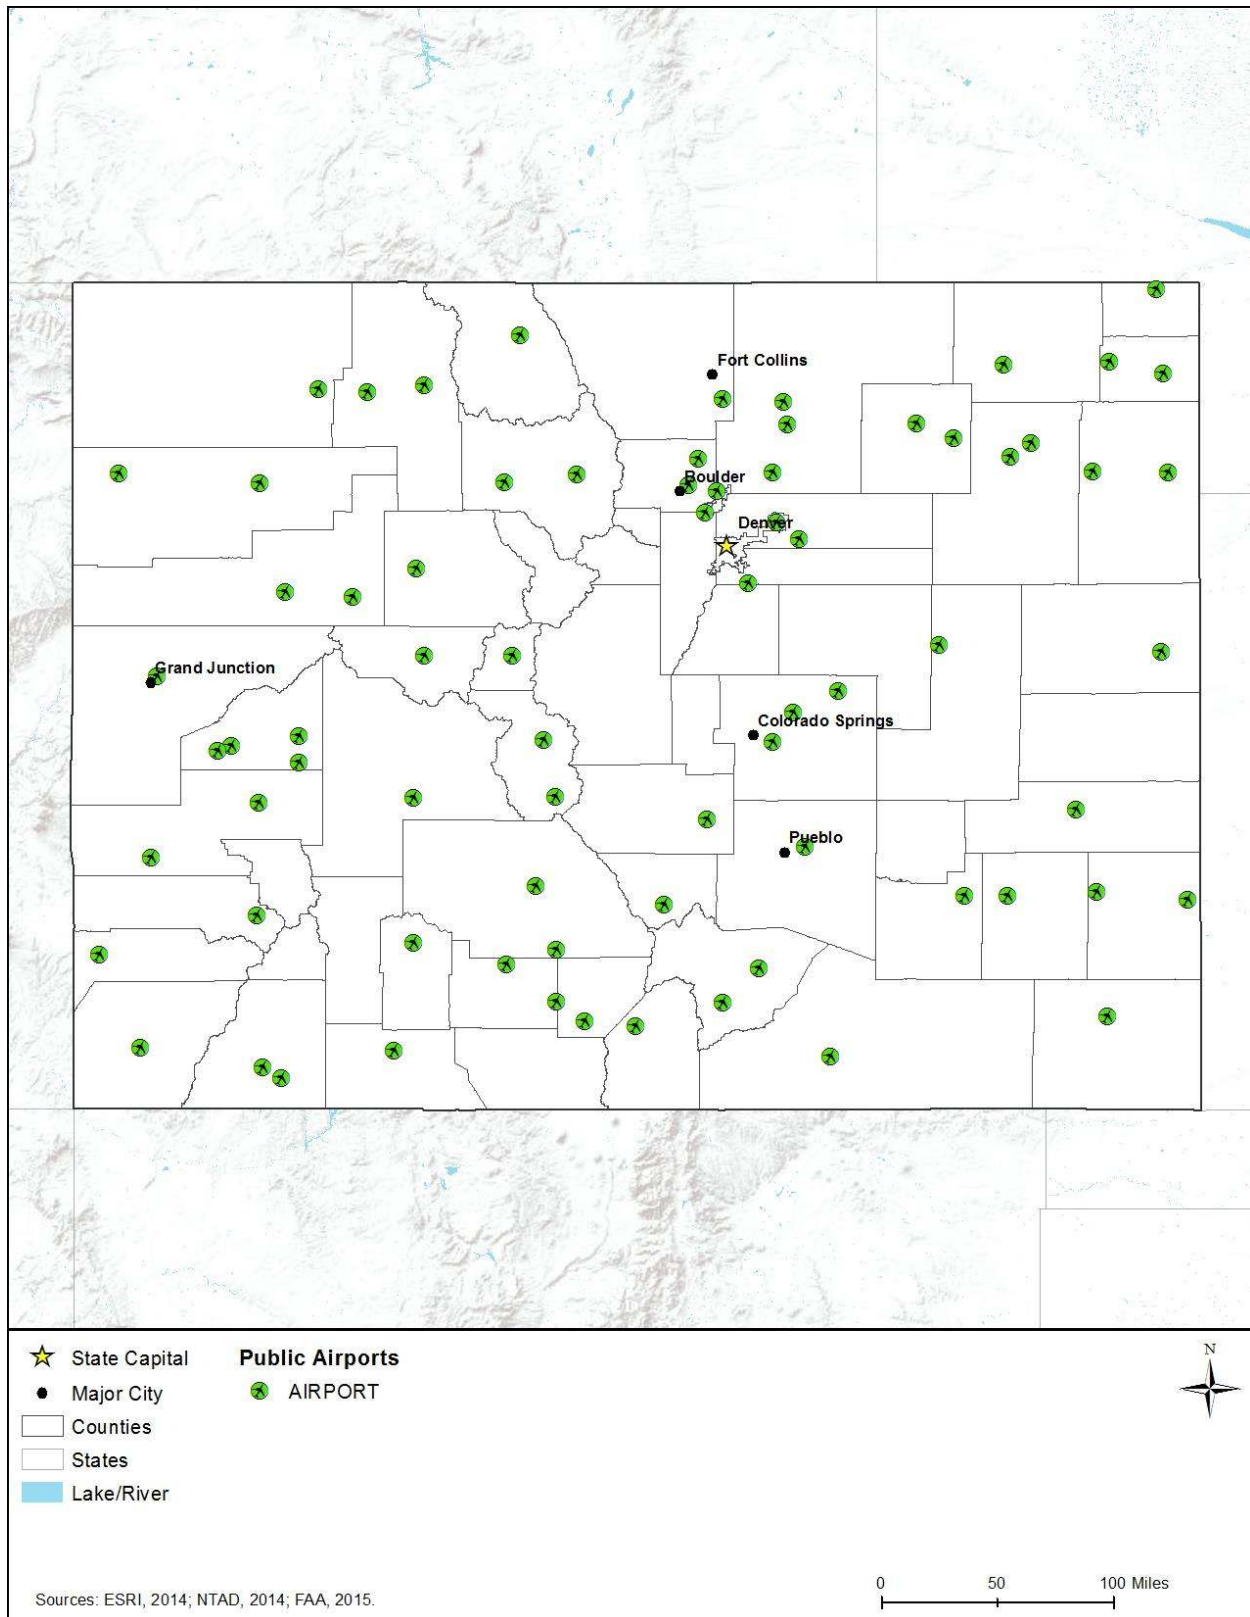 Fort Collins
Boulder
Denver
Grand Junction
Colorado Springs
Pueblo
State Capital
Public Airports
N
Major City
AIRPORT
Counties
States
Lake/River
0 50 100 Miles
Sources: ESRI, 2014; NTAD, 2014; FAA, 2015.